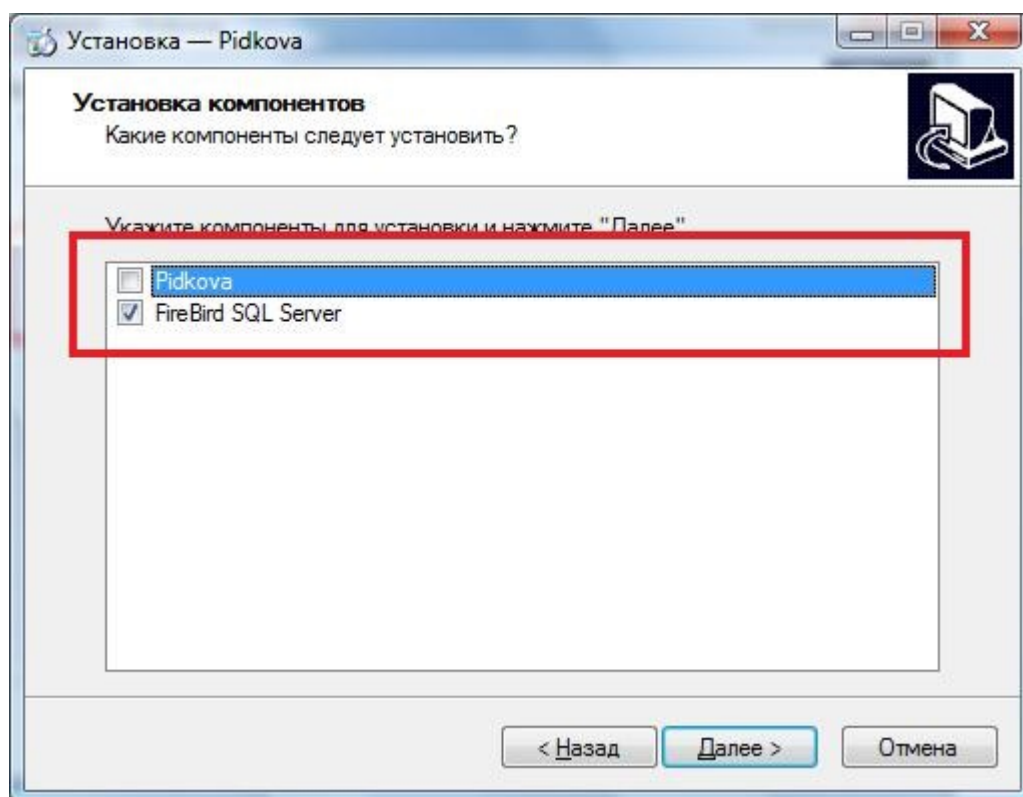 Установка — Pidkova
Установка компонентов
Какие компоненты следует установить?
Укажите компоненты для установки и нажмите "Далее"
Pidkova
FireBird SQL Server
< Назад
Далее >
Отмена